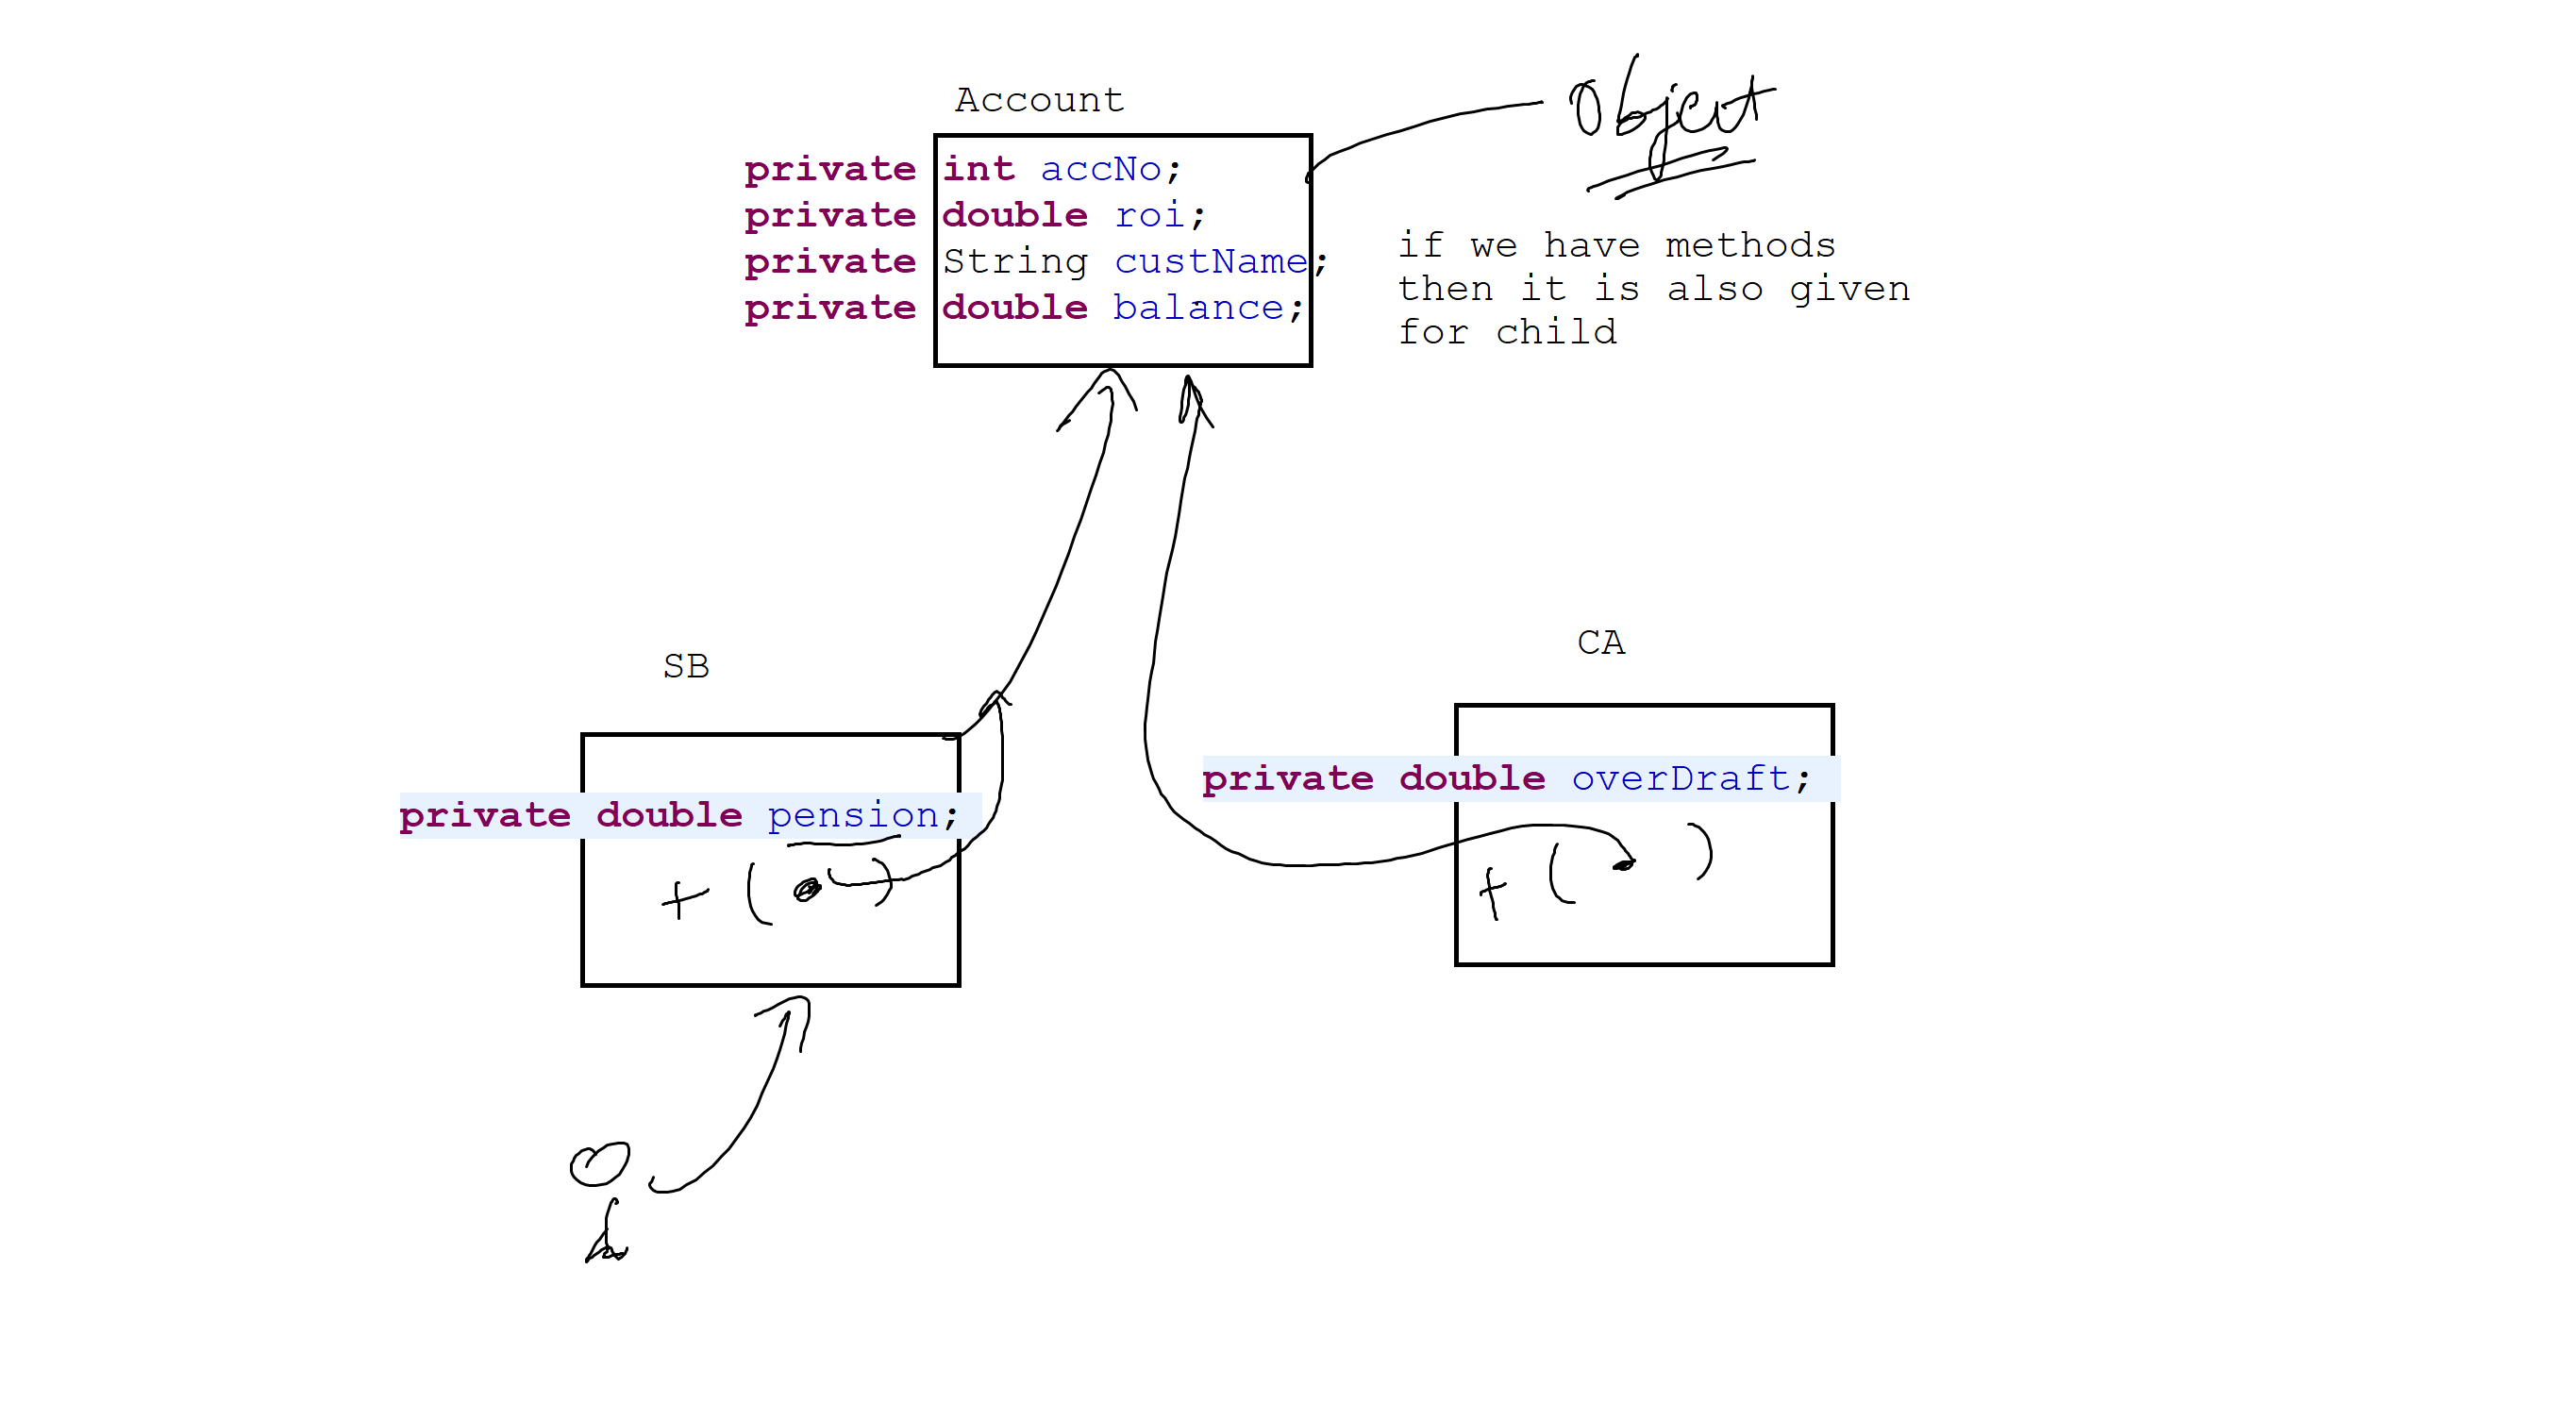 Account
Object
private int accNo;
private double roi;
private String custName;
private double balance;
if we have methods
then it is also given
for child
SB
private double pension;
+ ( )
CA
private double overDraft;
+ ( )